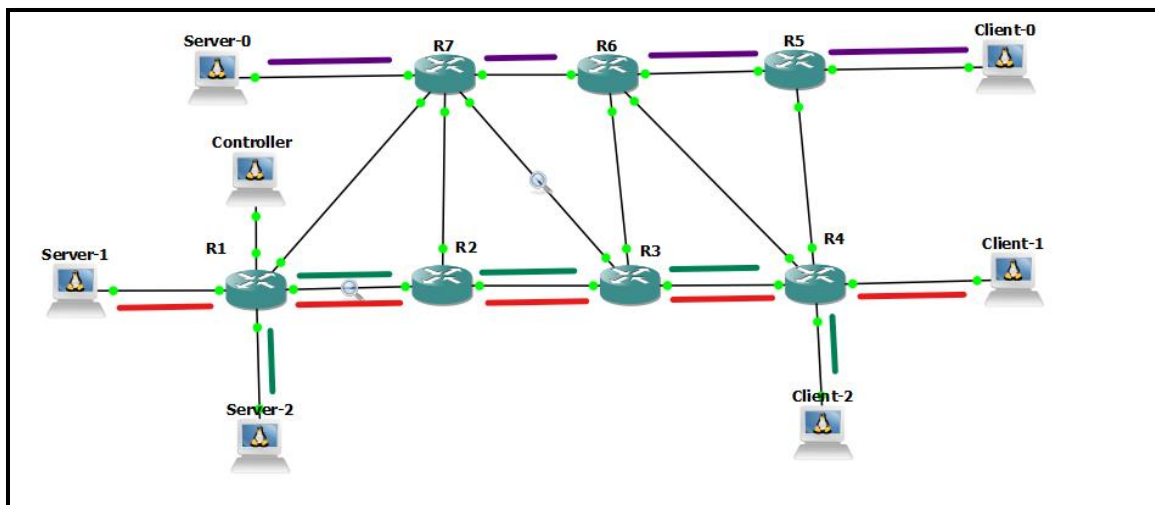 Server-0
R7
R6
R5
Client-0
Controller
R1
R2
R3
R4
Server-1
Client-1
Server-2
Client-2